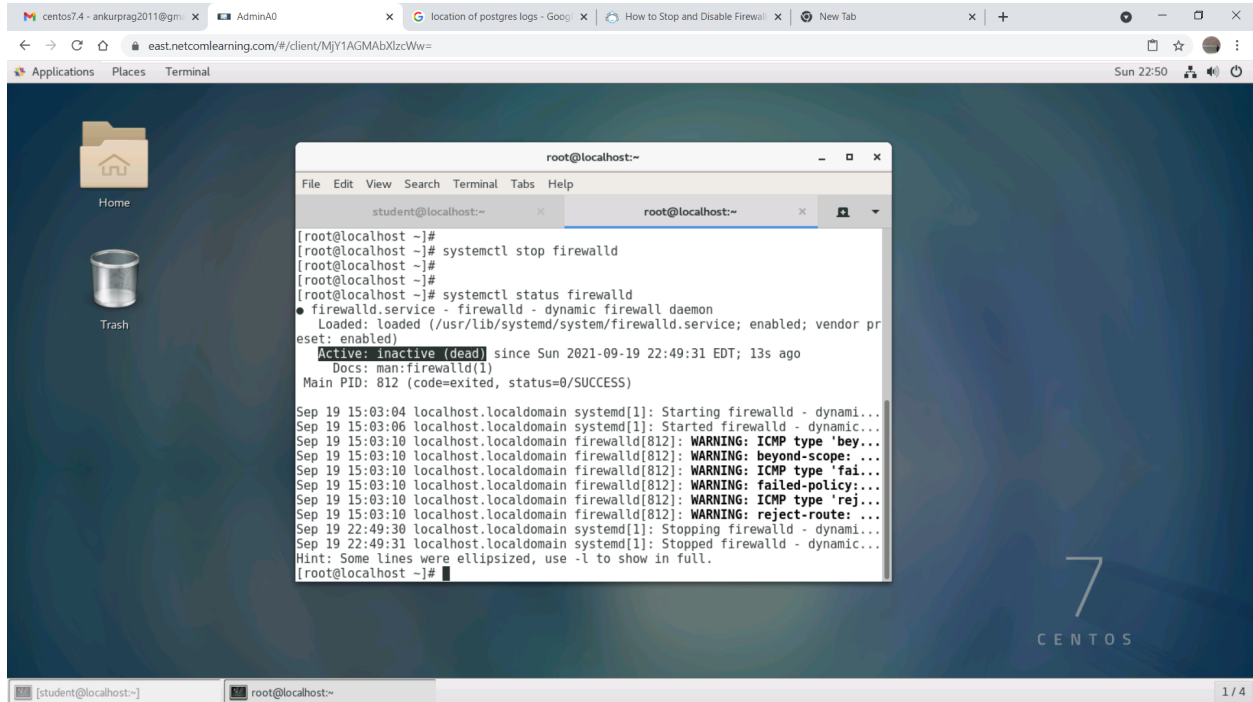 centos7.4 - ankurprag2011@gm
AdminA0
location of postgres logs - Goog
How to Stop and Disable Firewall
New Tab
east.netcomlearning.com/#/client/MjY1AGMAbXlzcWw=
Applications Places Terminal
Sun 22:50
Home
Trash
root@localhost:~
File Edit View Search Terminal Tabs Help
student@localhost:~
root@localhost:~
[root@localhost ~]#
[root@localhost ~]# systemctl stop firewalld
[root@localhost ~]#
[root@localhost ~]#
[root@localhost ~]# systemctl status firewalld
● firewalld.service - firewalld - dynamic firewall daemon
Loaded: loaded (/usr/lib/systemd/system/firewalld.service; enabled; vendor pr
eset: enabled)
Active: inactive (dead) since Sun 2021-09-19 22:49:31 EDT; 13s ago
Docs: man:firewalld(1)
Main PID: 812 (code=exited, status=0/SUCCESS)
Sep 19 15:03:04 localhost.localdomain systemd[1]: Starting firewalld - dynami...
Sep 19 15:03:06 localhost.localdomain systemd[1]: Started firewalld - dynamic...
Sep 19 15:03:10 localhost.localdomain firewalld[812]: WARNING: ICMP type 'bey...
Sep 19 15:03:10 localhost.localdomain firewalld[812]: WARNING: beyond-scope: ...
Sep 19 15:03:10 localhost.localdomain firewalld[812]: WARNING: ICMP type 'fai...
Sep 19 15:03:10 localhost.localdomain firewalld[812]: WARNING: failed-policy:...
Sep 19 15:03:10 localhost.localdomain firewalld[812]: WARNING: ICMP type 'rej...
Sep 19 15:03:10 localhost.localdomain firewalld[812]: WARNING: reject-route: ...
Sep 19 22:49:30 localhost.localdomain systemd[1]: Stopping firewalld - dynami...
Sep 19 22:49:31 localhost.localdomain systemd[1]: Stopped firewalld - dynamic...
Hint: Some lines were ellipsized, use -l to show in full.
[root@localhost ~]#
7
CENTOS
[student@localhost:~]
root@localhost:~
1 / 4